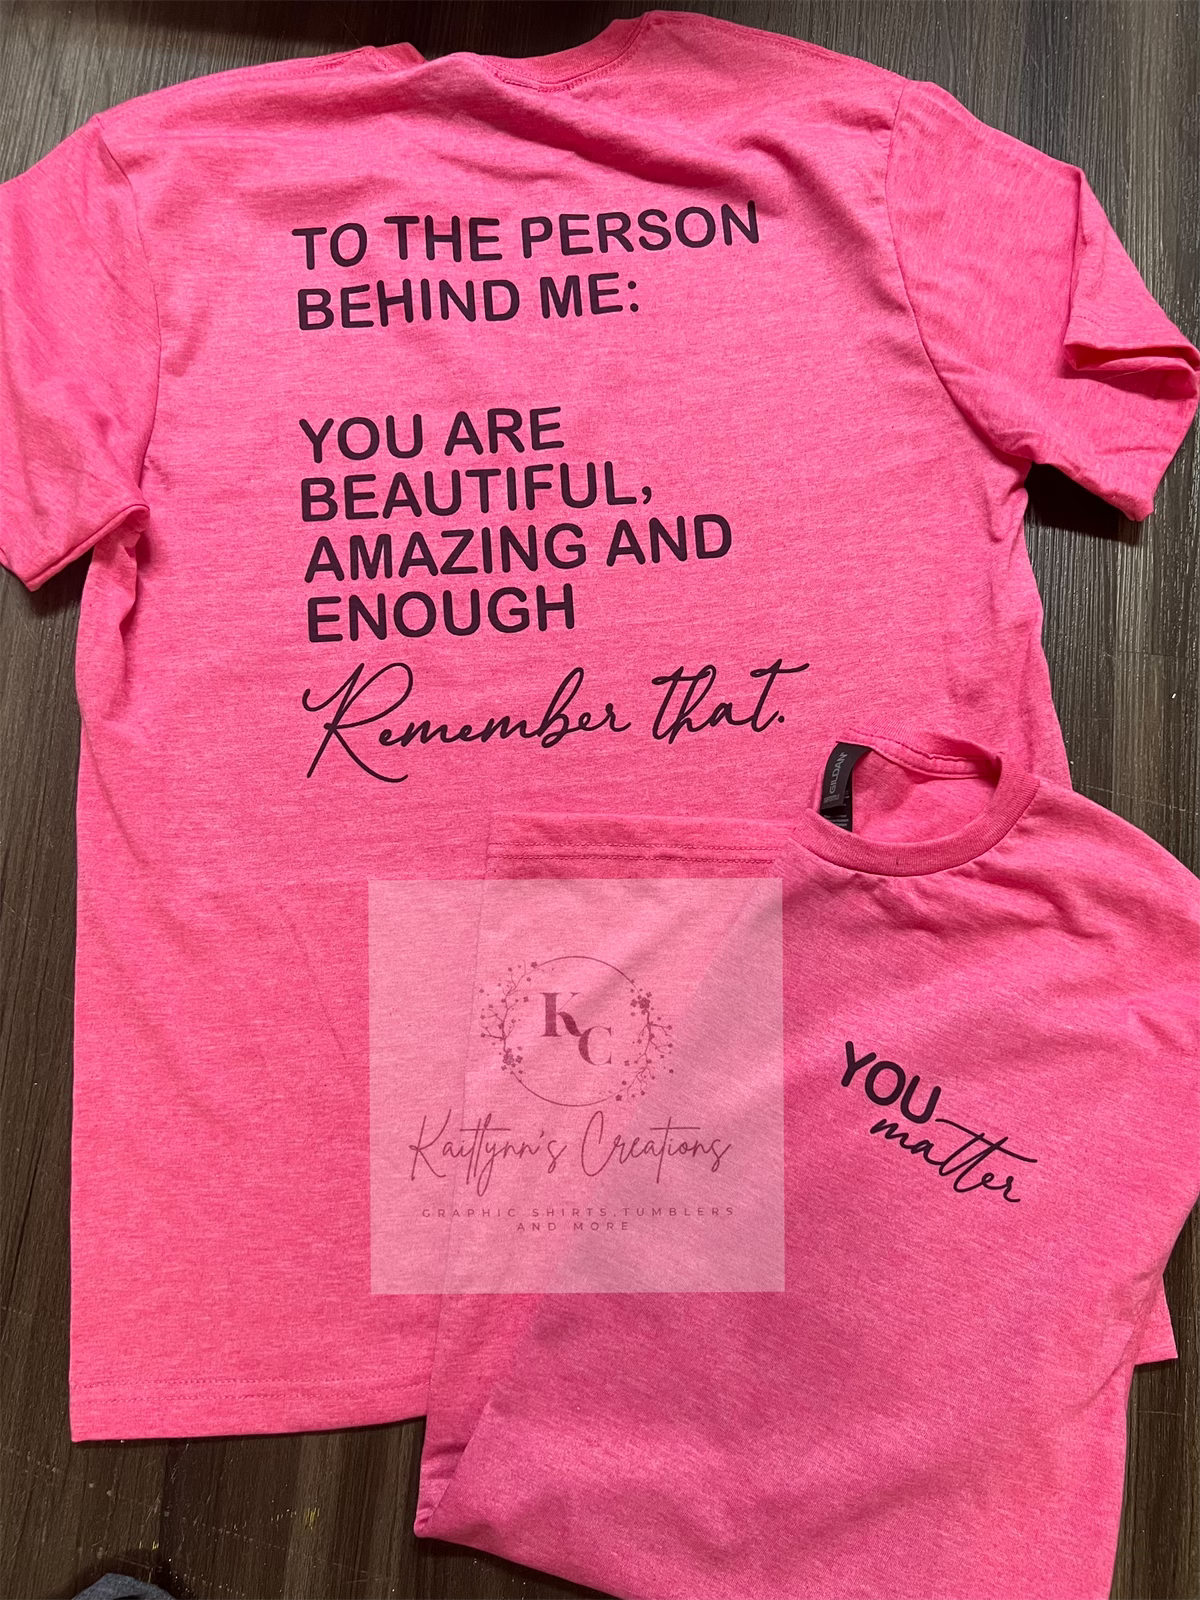 TO THE PERSON
BEHIND ME:
YOU ARE
BEAUTIFUL,
AMAZING AND
ENOUGH
Remember that.
GILDAN
YOU
matter
KC
Kaitlynn's Creations
GRAPHIC SHIRTS, TUMBLERS
AND MORE